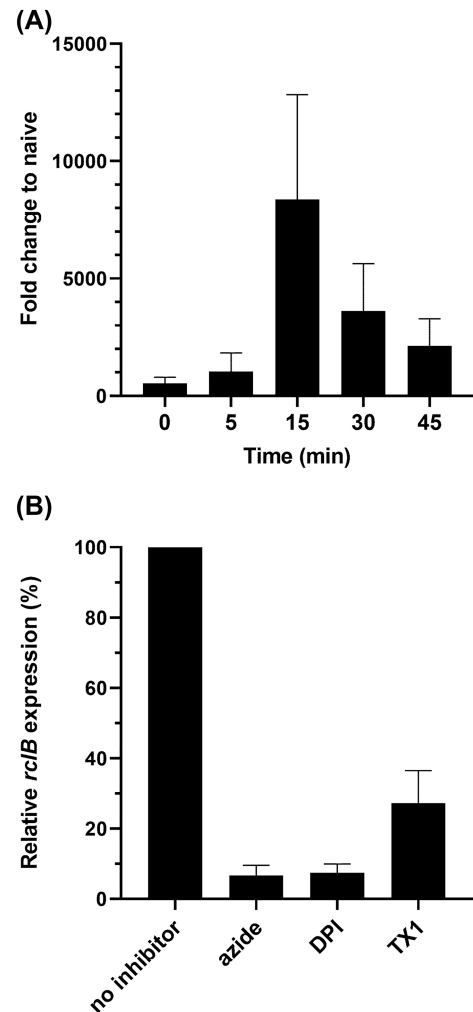 (A)
Fold change to naive
15000
10000
5000
0
0 5 15 30 45
Time (min)
(B)
Relative rclB expression (%)
100
80
60
40
20
0
no inhibitor azide DPI TX1